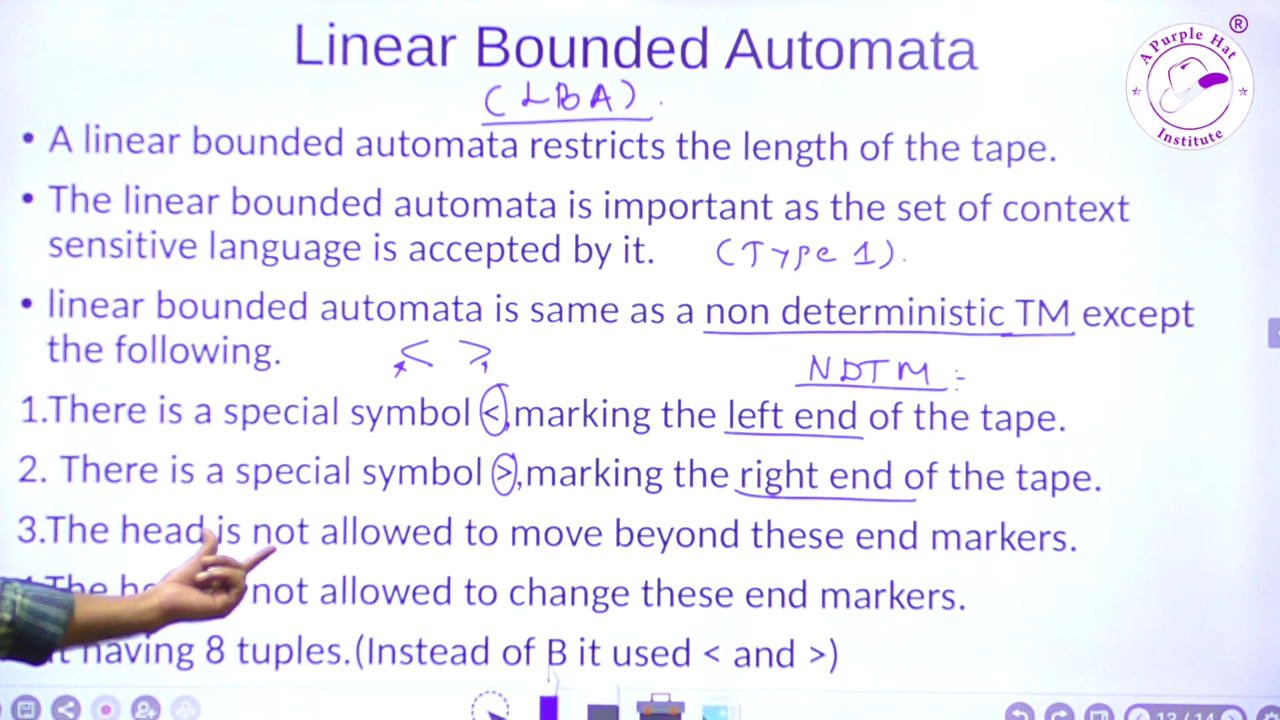 Linear Bounded Automata
(LBA).
• A linear bounded automata restricts the length of the tape.
• The linear bounded automata is important as the set of context
sensitive language is accepted by it. (Type 1).
• linear bounded automata is same as a non deterministic TM except
the following. < >
NDTM :-
1.There is a special symbol <,marking the left end of the tape.
2. There is a special symbol >,marking the right end of the tape.
3.The head is not allowed to move beyond these end markers.
The not allowed to change these end markers.
having 8 tuples.(Instead of B it used < and >)
A Purple Hat
Institute
®